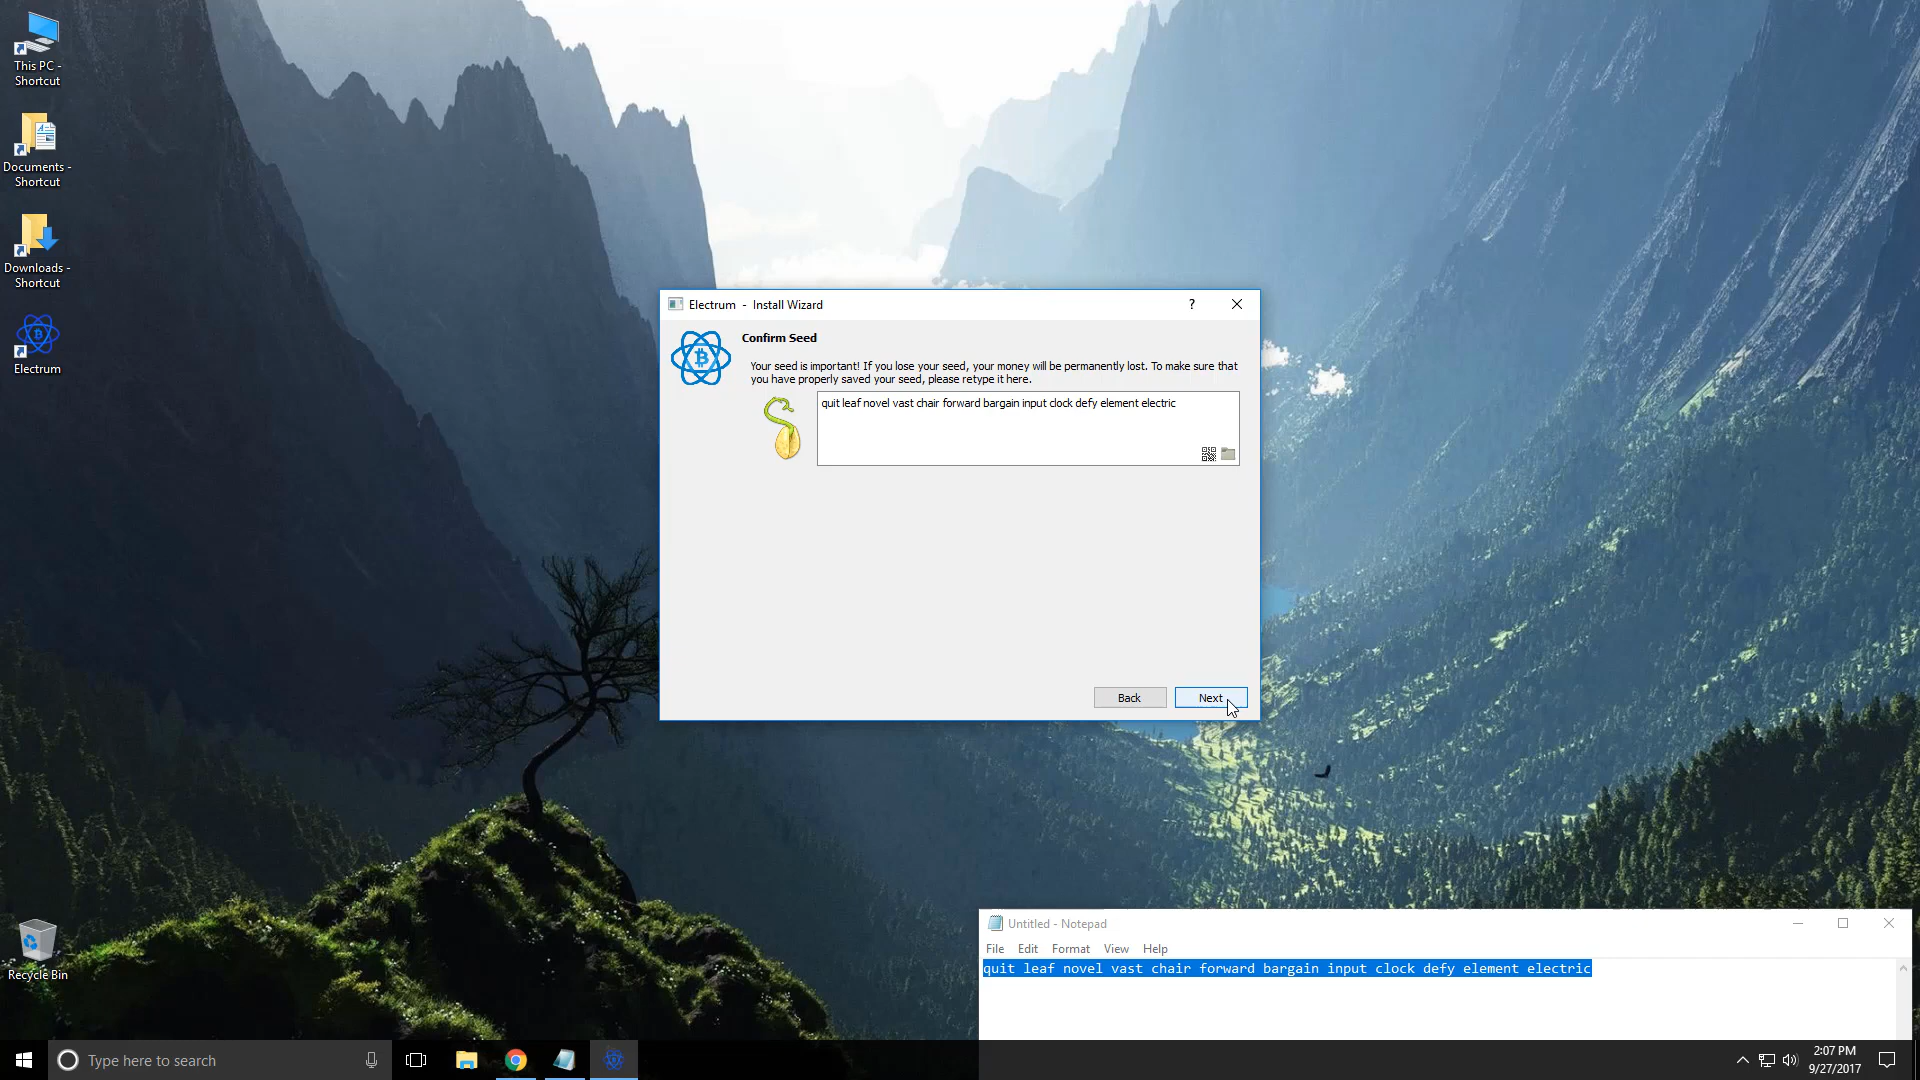 This PC -
Shortcut
Documents -
Shortcut
Downloads -
Shortcut
Electrum
Recycle Bin
Electrum - Install Wizard
?
Confirm Seed
Your seed is important! If you lose your seed, your money will be permanently lost. To make sure that
you have properly saved your seed, please retype it here.
quit leaf novel vast chair forward bargain input clock defy element electric
Back
Next
Untitled - Notepad
File Edit Format View Help
quit leaf novel vast chair forward bargain input clock defy element electric
Type here to search
2:07 PM
9/27/2017